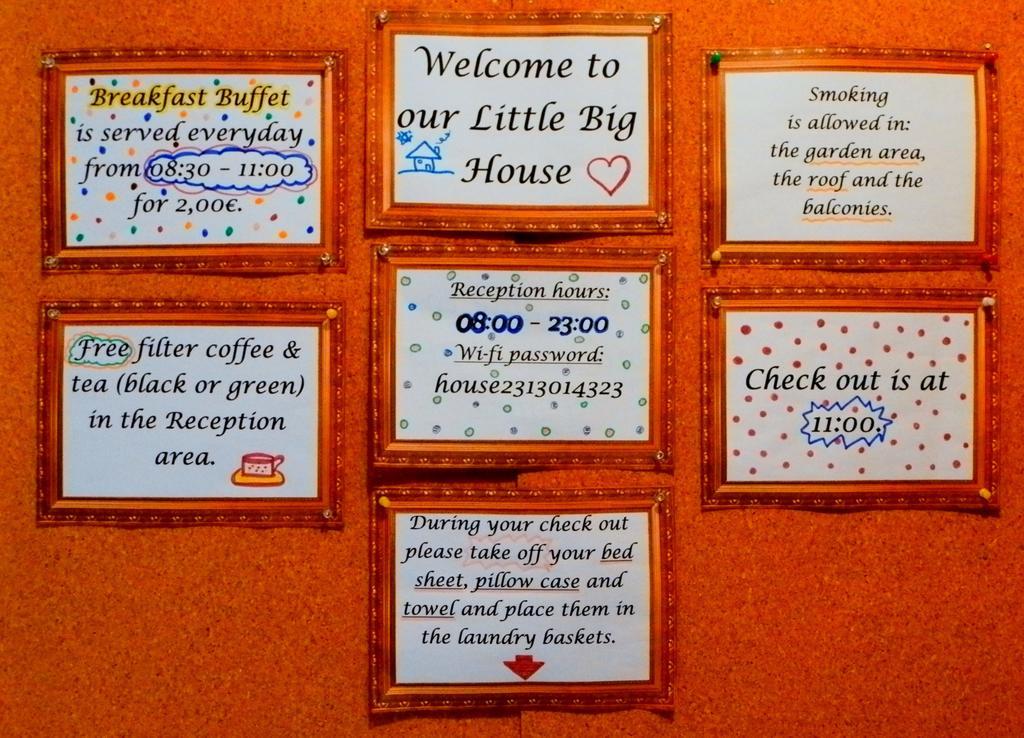 Breakfast Buffet
is served everyday
from 08:30 - 11:00
for 2,00€.
Welcome to
our Little Big
House
Smoking
is allowed in:
the garden area,
the roof and the
balconies.
Free filter coffee &
tea (black or green)
in the Reception
area.
Reception hours:
08:00 - 23:00
Wi-fi password:
house2313014323
Check out is at
11:00.
During your check out
please take off your bed
sheet, pillow case and
towel and place them in
the laundry baskets.